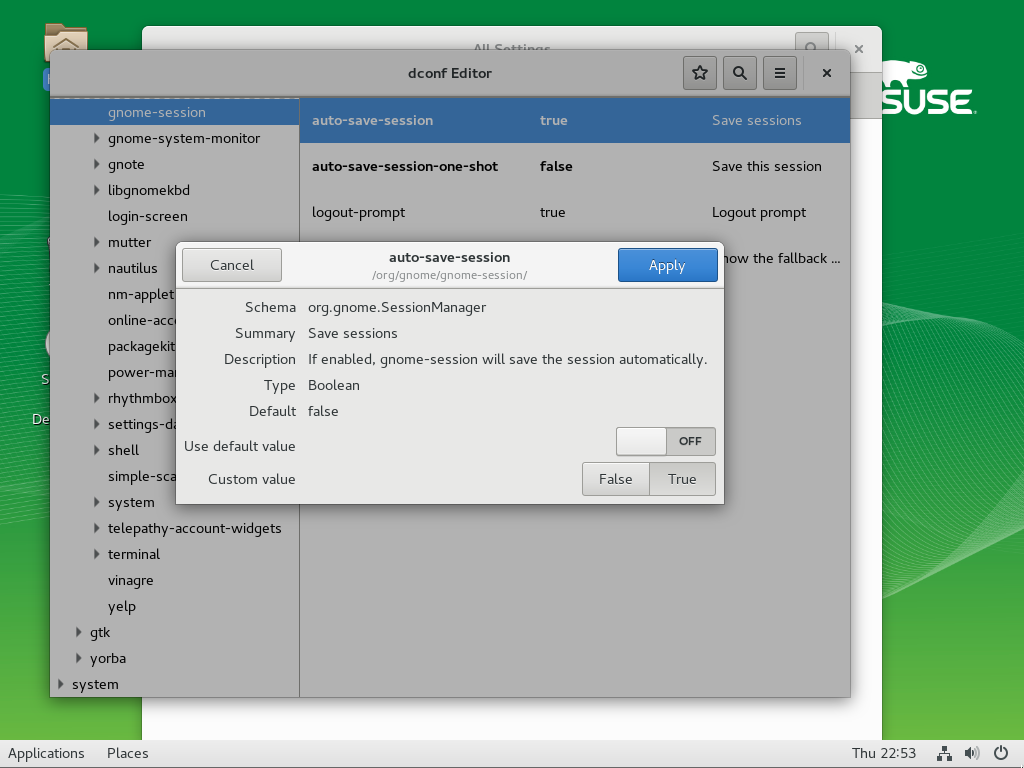 All Settings
dconf Editor
SUSE
gnome-session
auto-save-session true Save sessions
gnome-system-monitor
gnote
auto-save-session-one-shot false Save this session
libgnomekbd
login-screen
logout-prompt true Logout prompt
mutter
now the fallback ...
nautilus
nm-applet
online-acc
packagekit
power-mar
rhythmbox
settings-da
shell
simple-sca
system
telepathy-account-widgets
terminal
vinagre
yelp
gtk
yorba
system
Cancel
auto-save-session
/org/gnome/gnome-session/
Apply
Schema org.gnome.SessionManager
Summary Save sessions
Description If enabled, gnome-session will save the session automatically.
Type Boolean
Default false
Use default value OFF
Custom value False True
Applications Places Thu 22:53